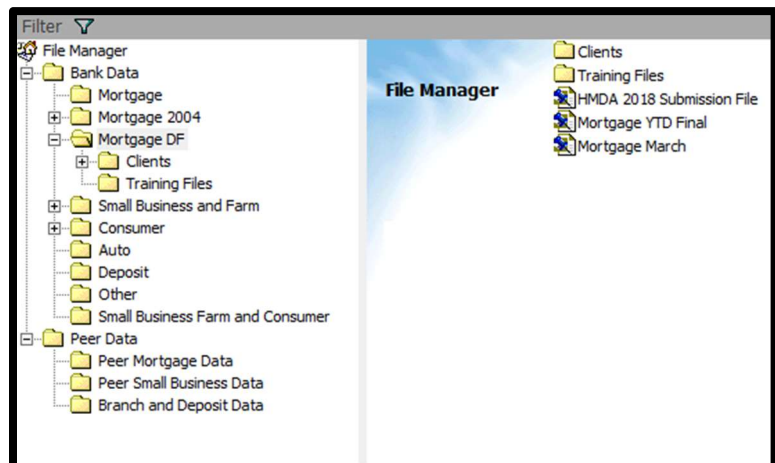 Filter
File Manager
Bank Data
Mortgage
Mortgage 2004
Mortgage DF
Clients
Training Files
Small Business and Farm
Consumer
Auto
Deposit
Other
Small Business Farm and Consumer
Peer Data
Peer Mortgage Data
Peer Small Business Data
Branch and Deposit Data
File Manager
Clients
Training Files
HMDA 2018 Submission File
Mortgage YTD Final
Mortgage March